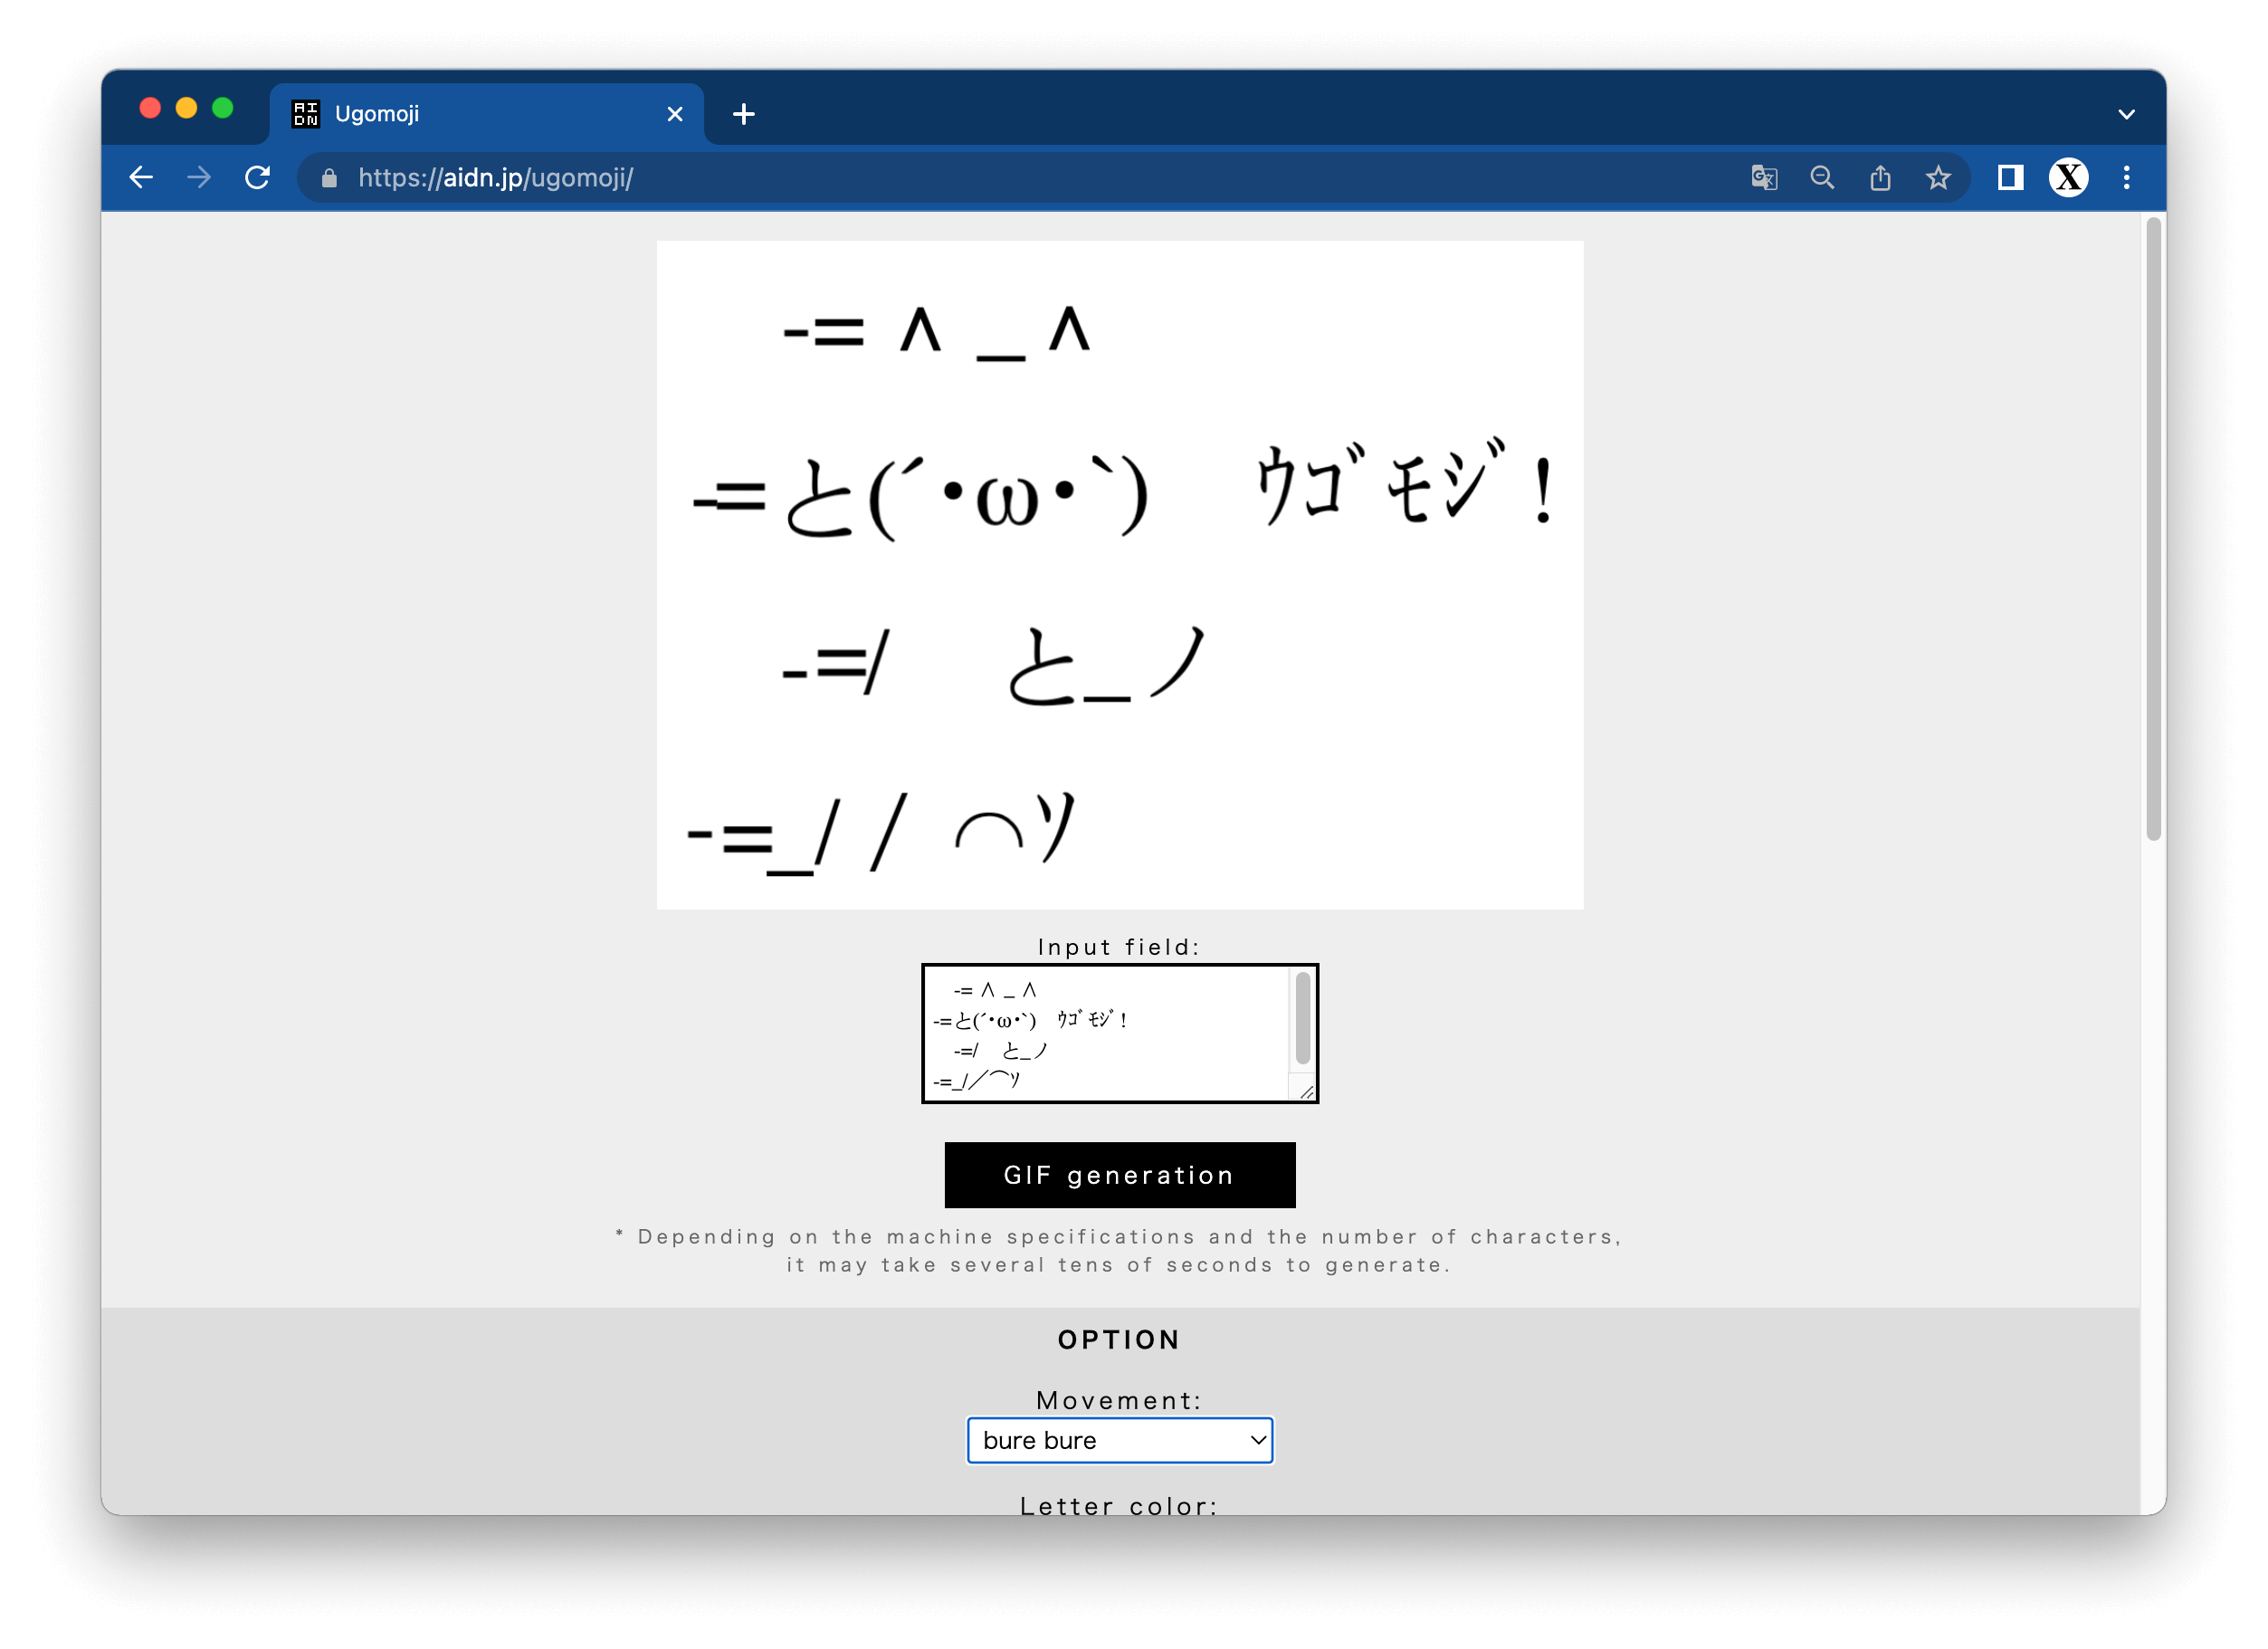 AIDN
Ugomoji
https://aidn.jp/ugomoji/
X
-= ∧ _ ∧
-=と(´・ω・`)　ｳｺﾞﾓｼﾞ！
-=/　と_ノ
-=_/／⌒ｿ
Input field:
-= ∧ _ ∧
-=と(´・ω・`)　ｳｺﾞﾓｼﾞ！
-=/　と_ノ
-=_/／⌒ｿ
GIF generation
* Depending on the machine specifications and the number of characters,
it may take several tens of seconds to generate.
OPTION
Movement:
bure bure
Letter color: